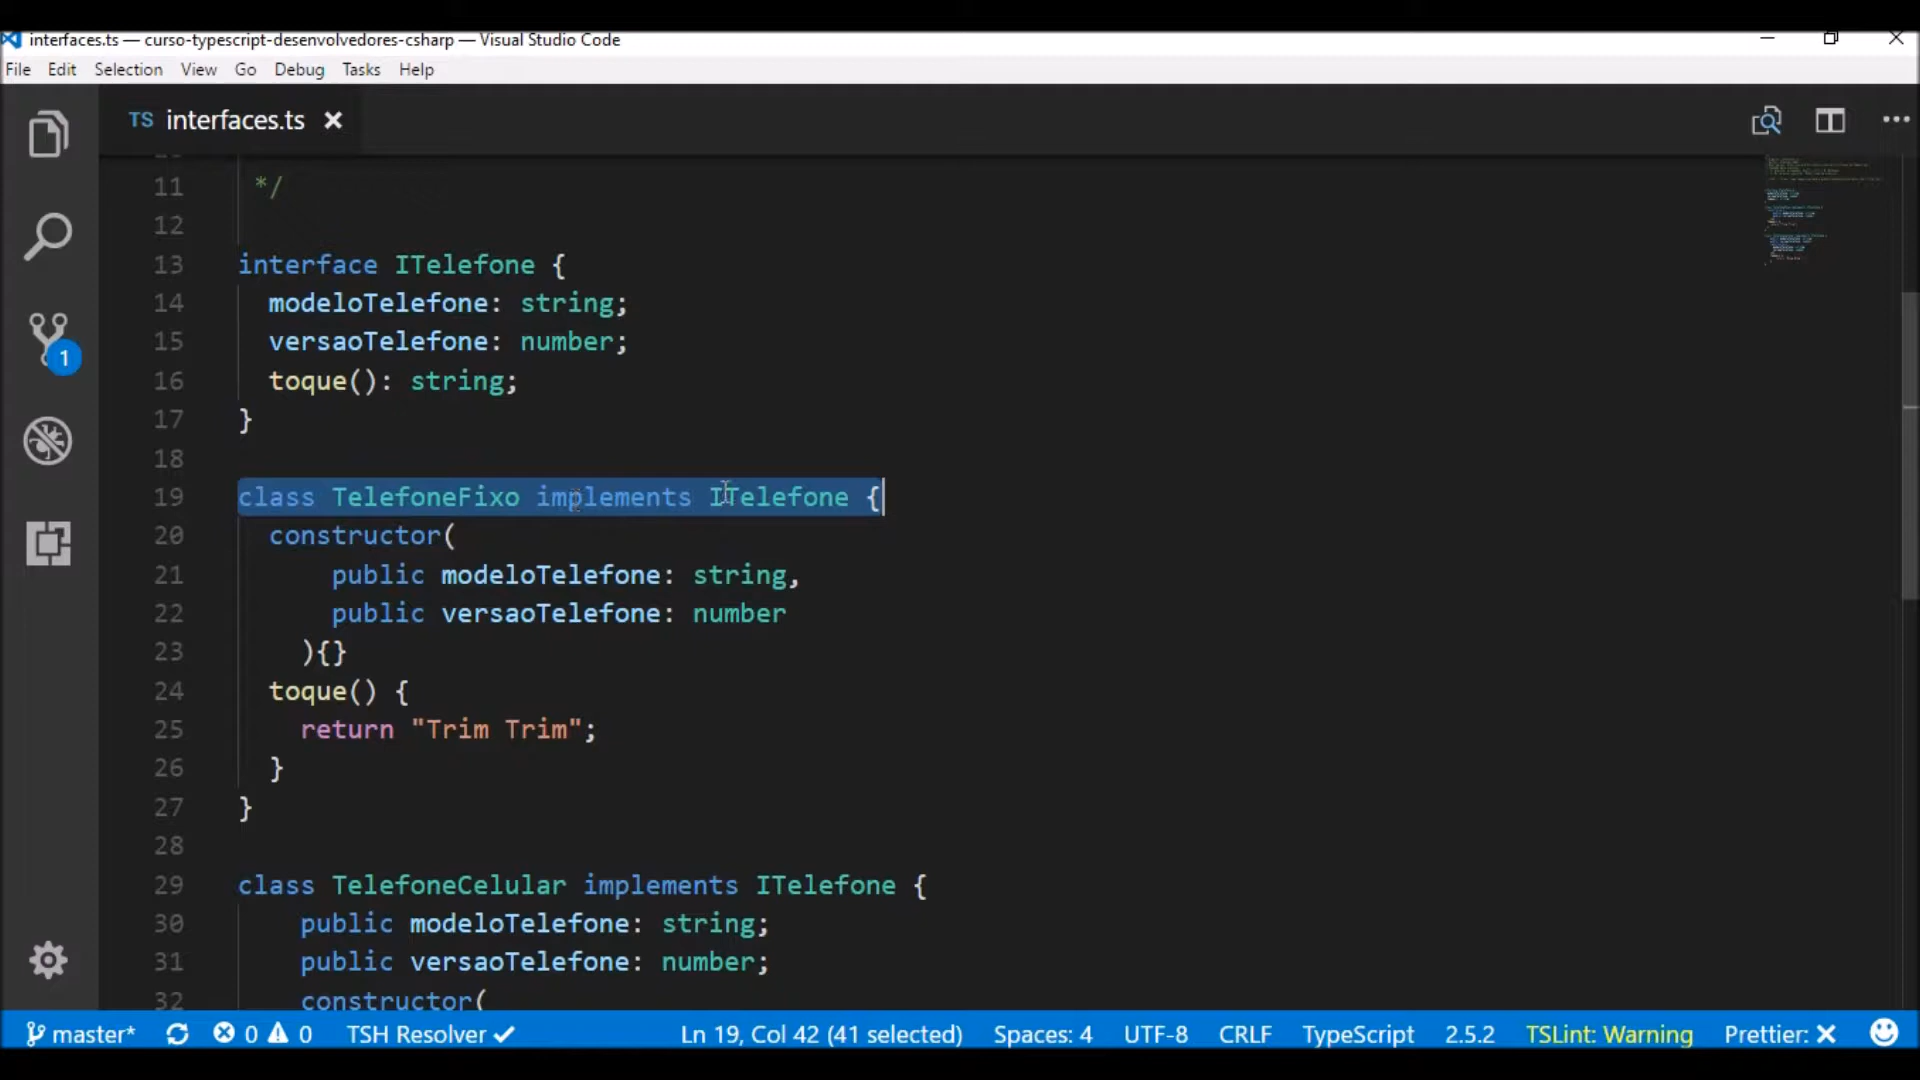 interfaces.ts — curso-typescript-desenvolvedores-csharp — Visual Studio Code
File Edit Selection View Go Debug Tasks Help
TS interfaces.ts
11 */
12
13 interface ITelefone {
14 modeloTelefone: string;
15 versaoTelefone: number;
16 toque(): string;
17 }
18
19 class TelefoneFixo implements ITelefone {
20 constructor(
21 public modeloTelefone: string,
22 public versaoTelefone: number
23 ){}
24 toque() {
25 return "Trim Trim";
26 }
27 }
28
29 class TelefoneCelular implements ITelefone {
30 public modeloTelefone: string;
31 public versaoTelefone: number;
32 constructor(
1
master* 0 0 TSH Resolver Ln 19, Col 42 (41 selected) Spaces: 4 UTF-8 CRLF TypeScript 2.5.2 TSLint: Warning Prettier: